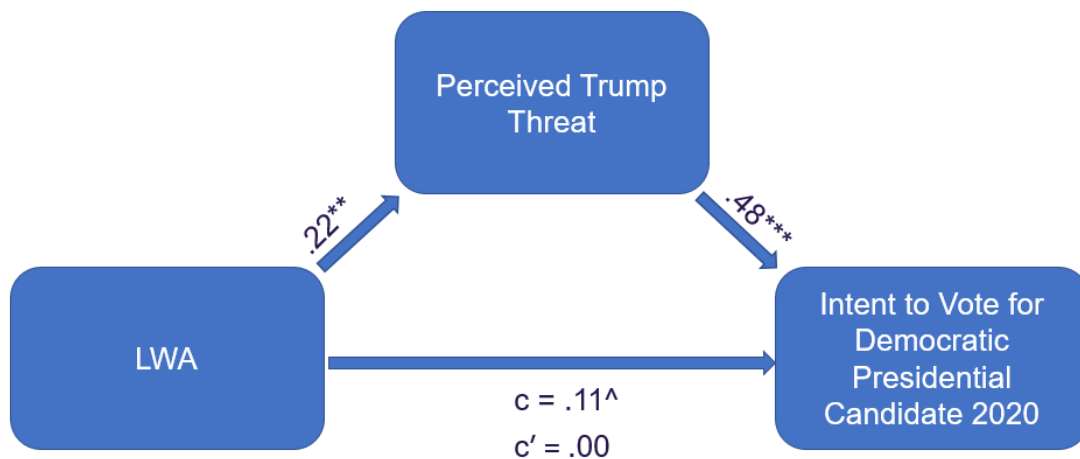 Perceived Trump
Threat
.22**
.48***
LWA
Intent to Vote for
Democratic
Presidential
Candidate 2020
c = .11^
c′ = .00